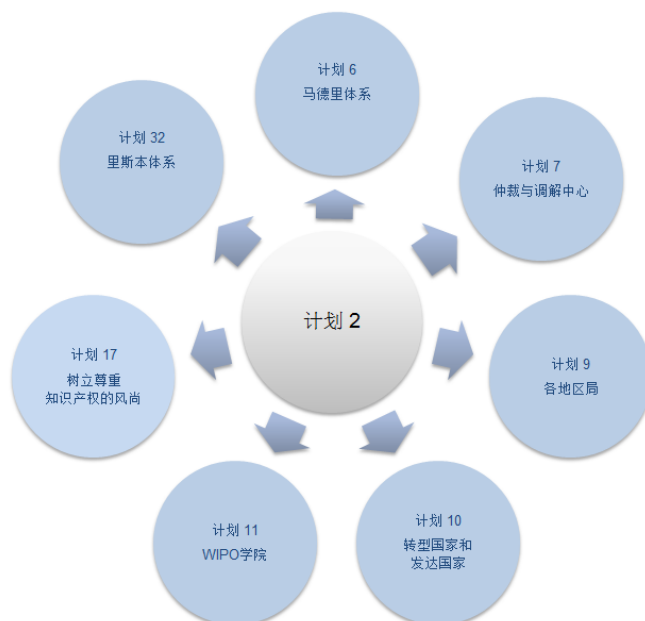 计划 6
马德里体系
计划 32
里斯本体系
计划 7
仲裁与调解中心
计划 2
计划 17
树立尊重
知识产权的风尚
计划 9
各地区局
计划 11
WIPO学院
计划 10
转型国家和
发达国家